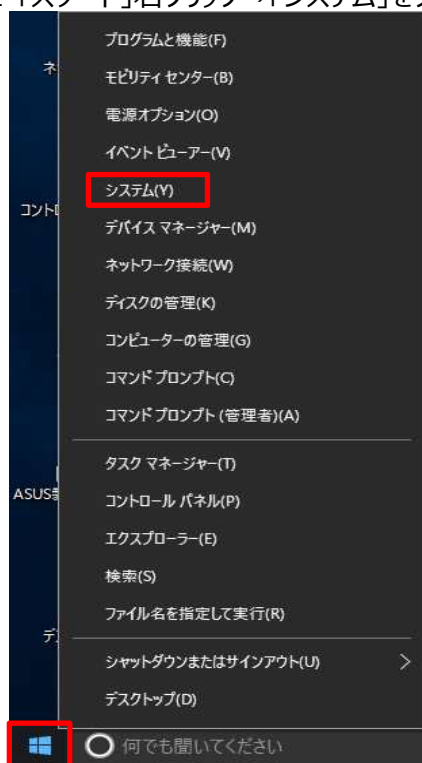 「スタート」右クリック→「システム」を
プログラムと機能(F)
モビリティ センター(B)
電源オプション(O)
イベント ビューアー(V)
システム(Y)
デバイス マネージャー(M)
ネットワーク接続(W)
ディスクの管理(K)
コンピューターの管理(G)
コマンド プロンプト(C)
コマンド プロンプト (管理者)(A)
タスク マネージャー(T)
コントロール パネル(P)
エクスプローラー(E)
検索(S)
ファイル名を指定して実行(R)
シャットダウンまたはサインアウト(U)
デスクトップ(D)
ネ
コントロ
ASUS
デ
何でも聞いてください